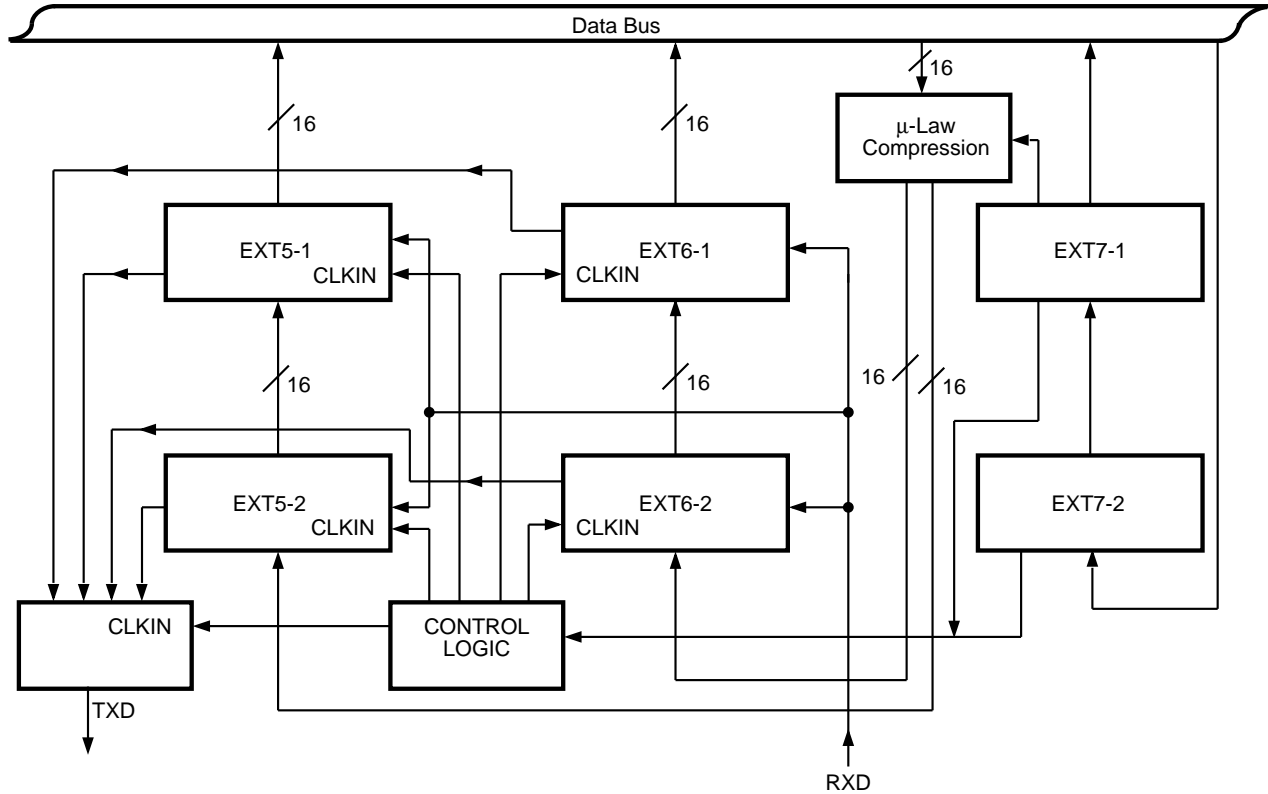 Data Bus
16
16
16
μ-Law
Compression
EXT5-1
CLKIN
EXT6-1
CLKIN
EXT7-1
16
16
16
16
EXT5-2
CLKIN
EXT6-2
CLKIN
EXT7-2
CLKIN
CONTROL
LOGIC
TXD
RXD